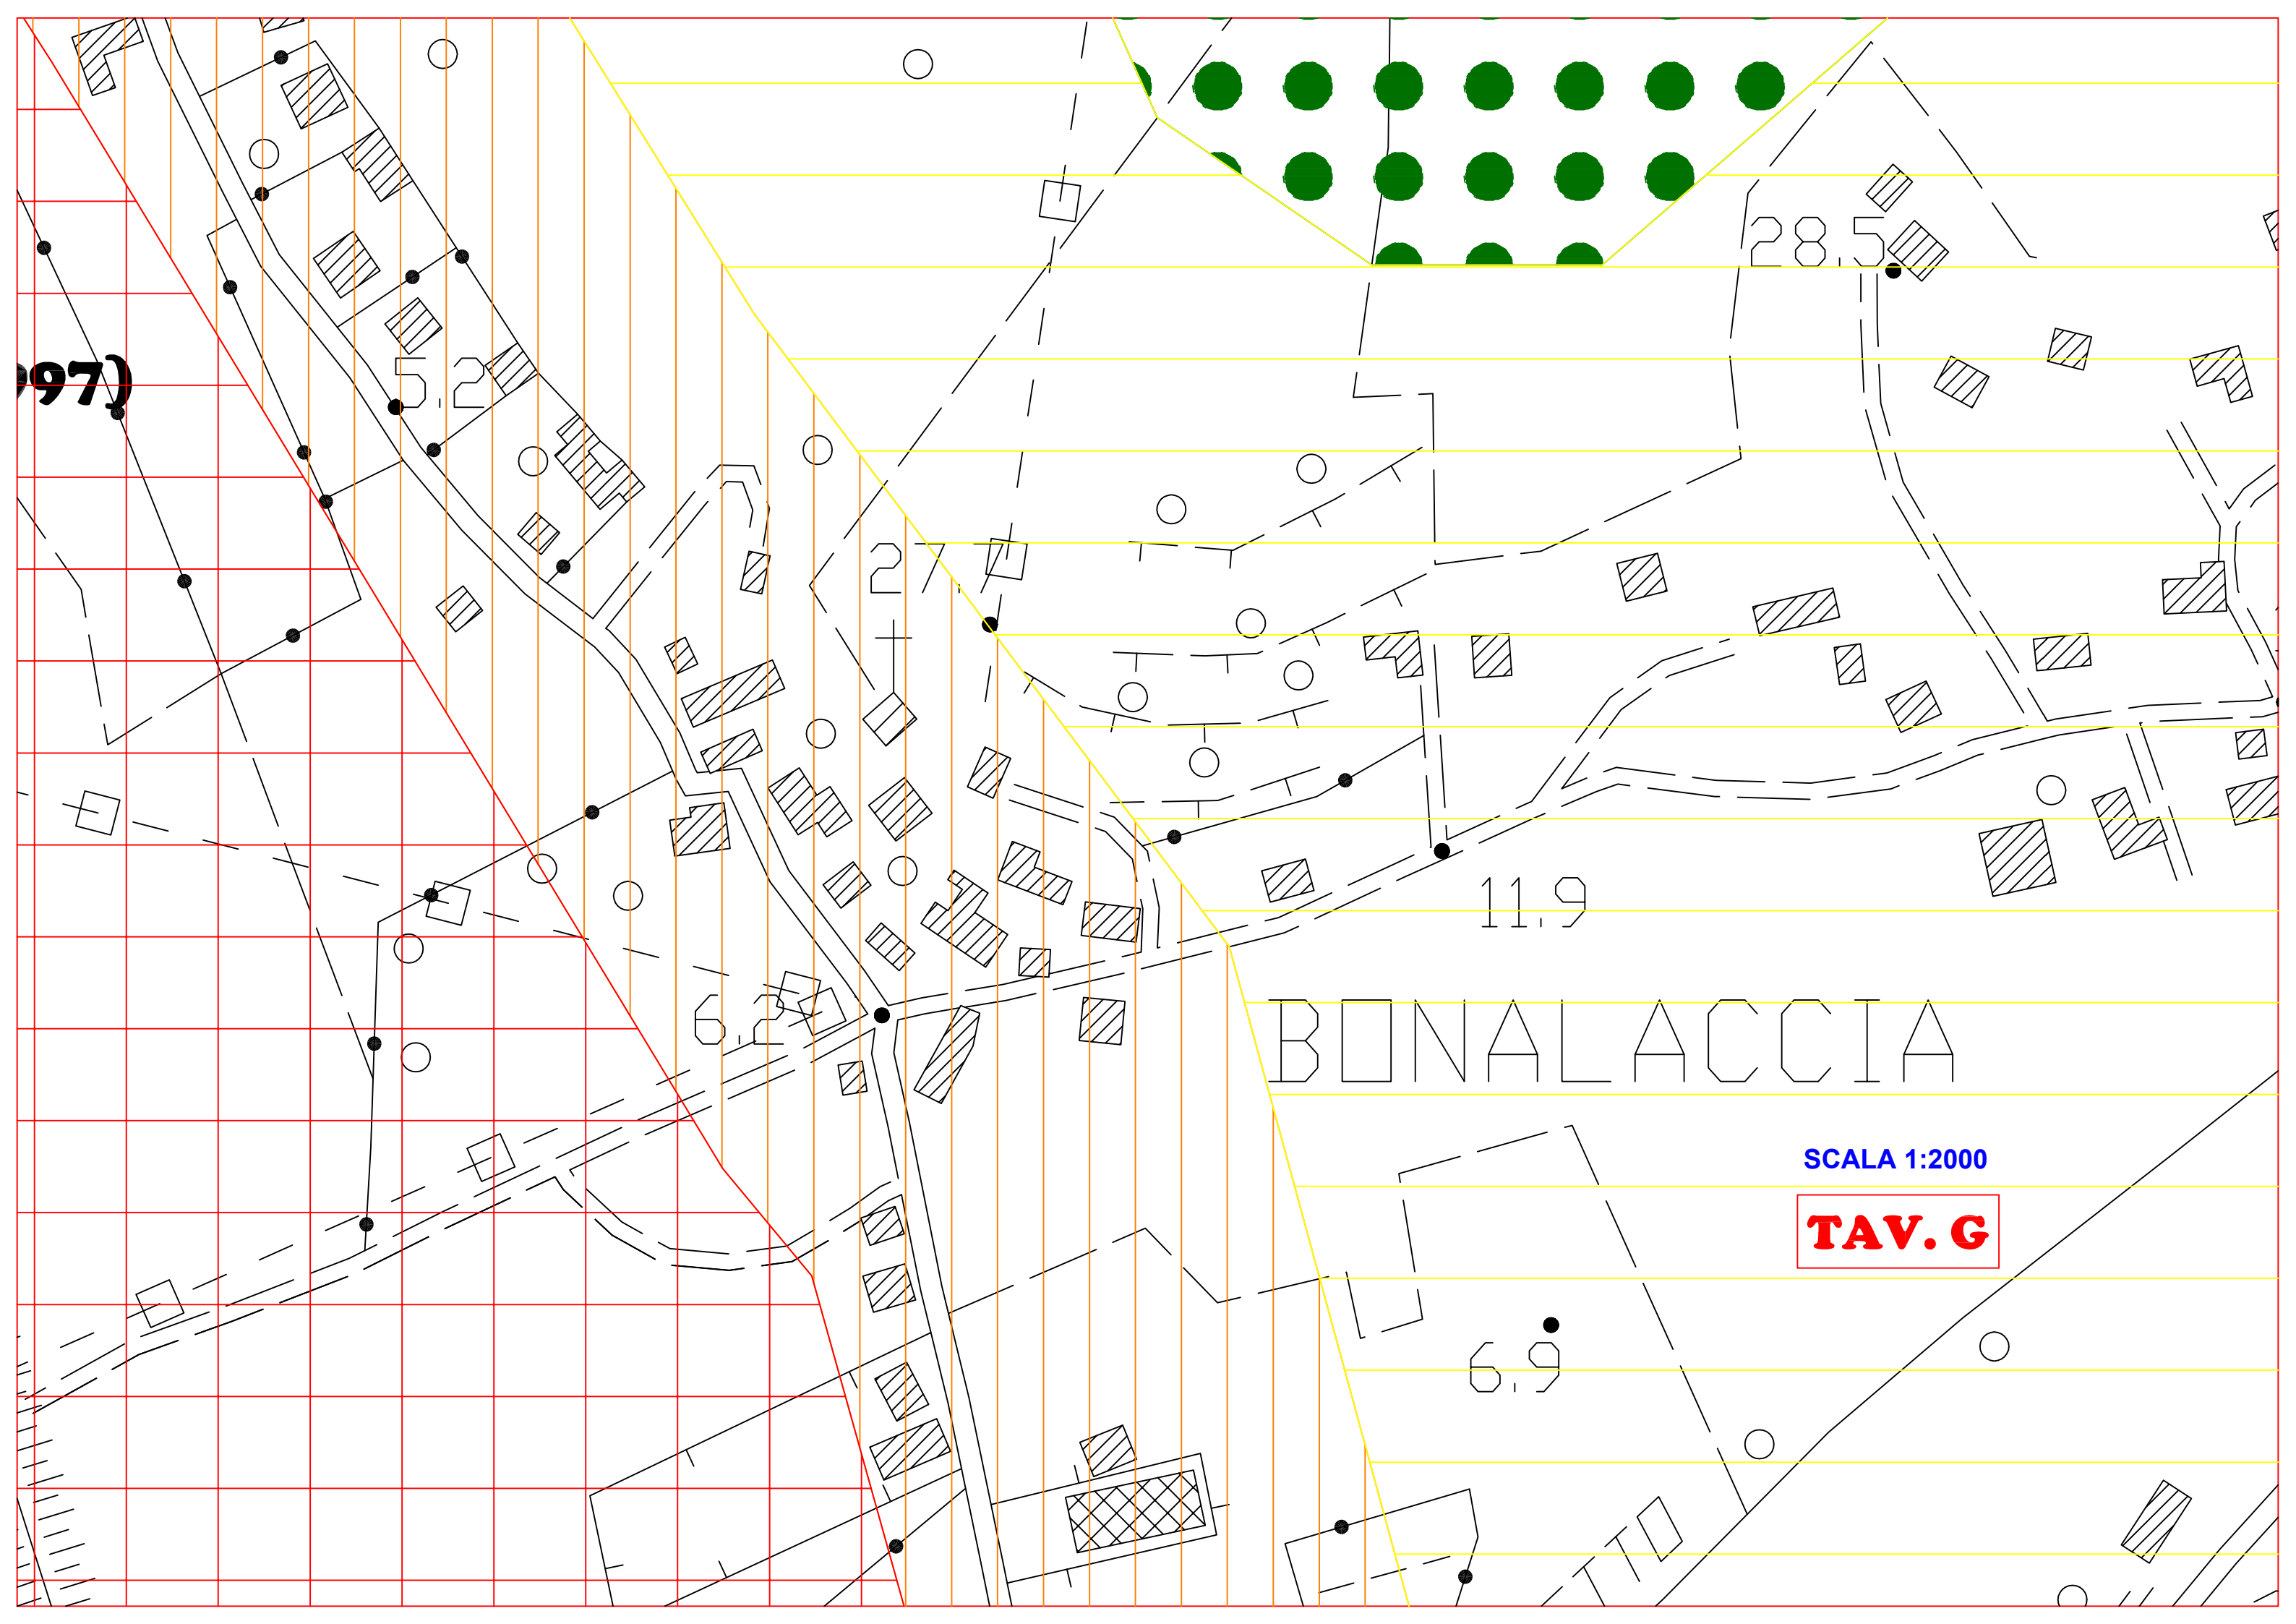 28,5
997)
5,2
27,7
11,9
6,2
BONALACCIA
SCALA 1:2000
TAV. G
6,9